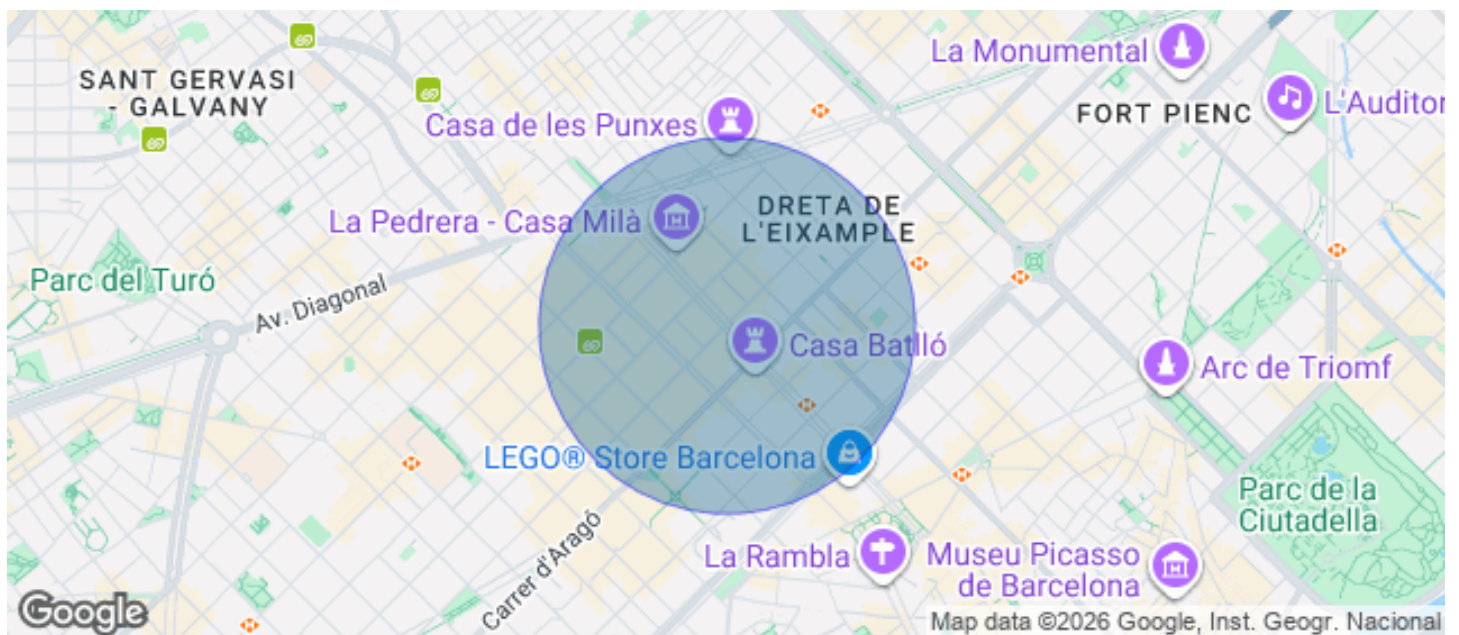 La Monumental
SANT GERVASI
- GALVANY
FORT PIENC
L'Auditor
Casa de les Punxes
DRETA DE
L'EIXAMPLE
La Pedrera - Casa Milà
Parc del Turó
Av. Diagonal
Casa Batlló
Arc de Triomf
LEGO® Store Barcelona
Parc de la
Ciutadella
Carrer d'Aragó
La Rambla
Museu Picasso
de Barcelona
Google
Map data ©2026 Google, Inst. Geogr. Nacional